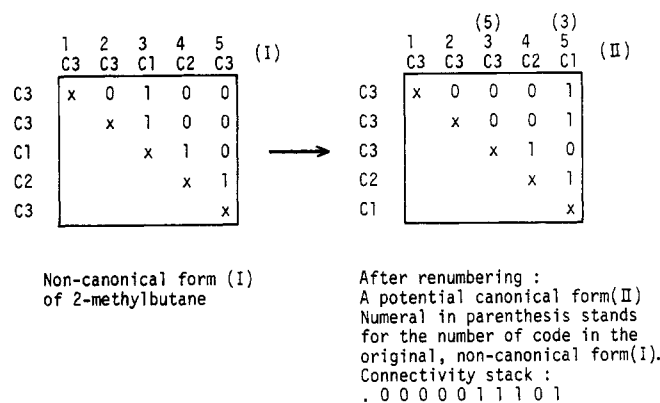 1 2 3 4 5 (I)
C3 C3 C1 C2 C3
C3 x 0 1 0 0
C3 x 1 0 0
C1 x 1 0
C2 x 1
C3 x
Non-canonical form (I)
of 2-methylbutane
(5) (3)
1 2 3 4 5 (II)
C3 C3 C3 C2 C1
C3 x 0 0 0 1
C3 x 0 0 1
C3 x 1 0
C2 x 1
C1 x
After renumbering :
A potential canonical form(II)
Numeral in parenthesis stands
for the number of code in the
original, non-canonical form(I).
Connectivity stack :
. 0 0 0 0 0 1 1 1 0 1